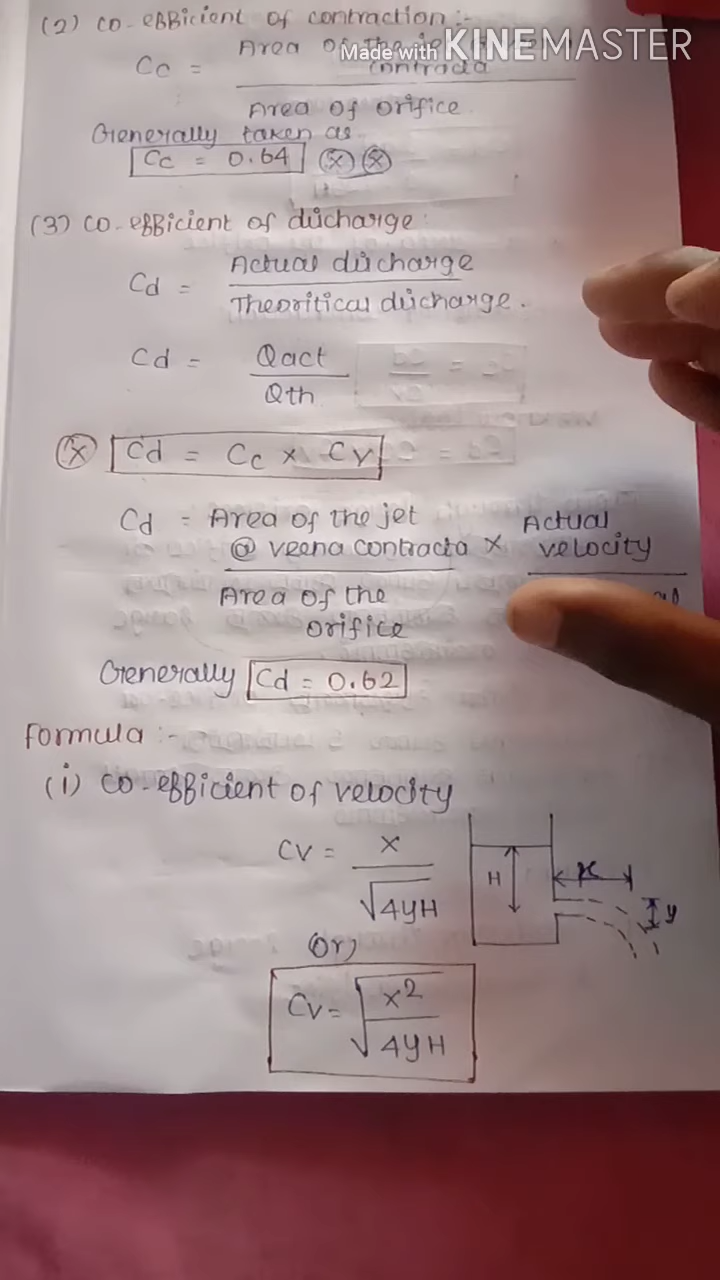 (2) co-efficient of contraction :-
Made with KINEMASTER
Cc = Area of the jet
contracta
Area of orifice
Generally taken as
Cc = 0.64
(3) co-efficient of discharge :
Cd = Actual discharge
Theoritical discharge.
Cd = Qact
Qth
Cd = Cc x Cv
Cd = Area of the jet
@ veena contracta x Actual velocity
Area of the
orifice
Generally Cd = 0.62
Formula :-
(i) co-efficient of velocity
Cv = x
√4yH
(or)
Cv = √x2
4yH
H
x
y